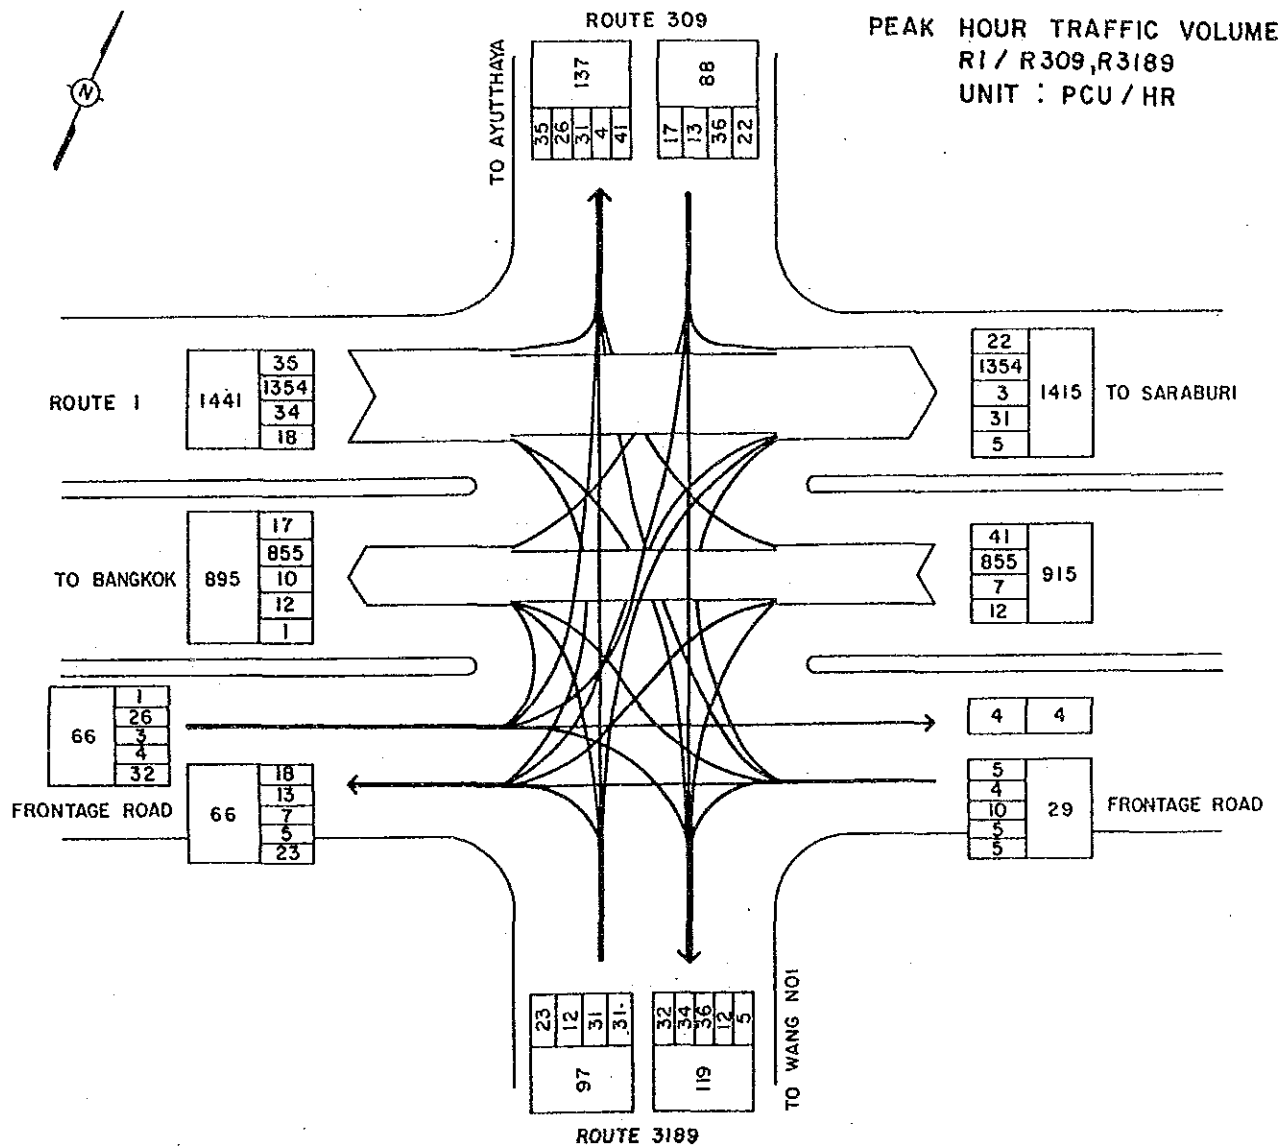 ROUTE 309
PEAK HOUR TRAFFIC VOLUME
R1 / R309, R3189
UNIT : PCU / HR
N
TO AYUTTHAYA
137
35 26 31 4 41
88
17 13 36 22
ROUTE 1
1441
35
1354
34
18
22
1354
3
31
5
1415
TO SARABURI
TO BANGKOK
895
17
855
10
12
1
41
855
7
12
915
66
1
26
3
4
32
4 4
FRONTAGE ROAD
66
18
13
7
5
23
5
4
10
5
5
29
FRONTAGE ROAD
23 12 31 31
97
32 34 36 12 5
119
TO WANG NOI
ROUTE 3189